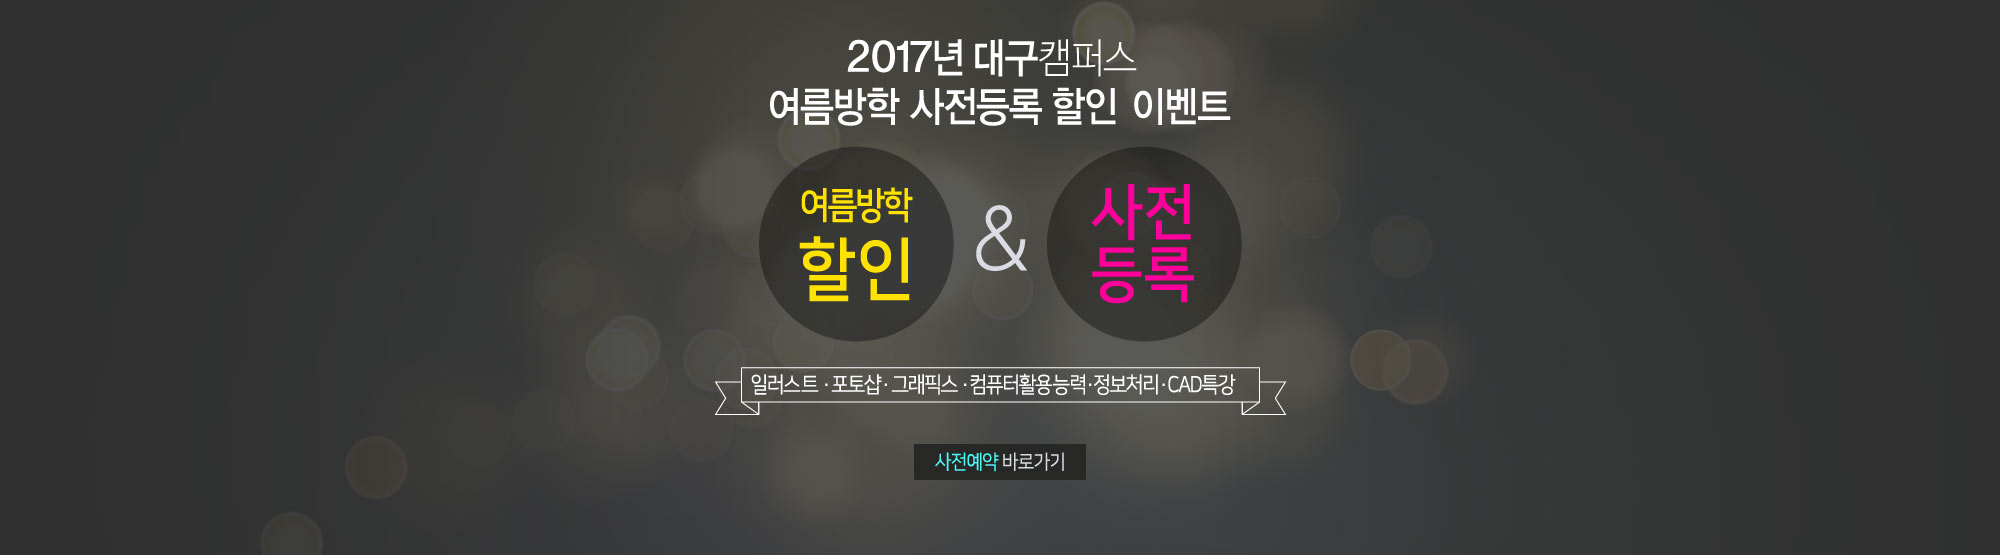 2017년 대구캠퍼스
여름방학 사전등록 할인 이벤트
여름방학
할인
&
사전
등록
일러스트 · 포토샵 · 그래픽스 · 컴퓨터활용능력·정보처리·CAD특강
사전예약 바로가기